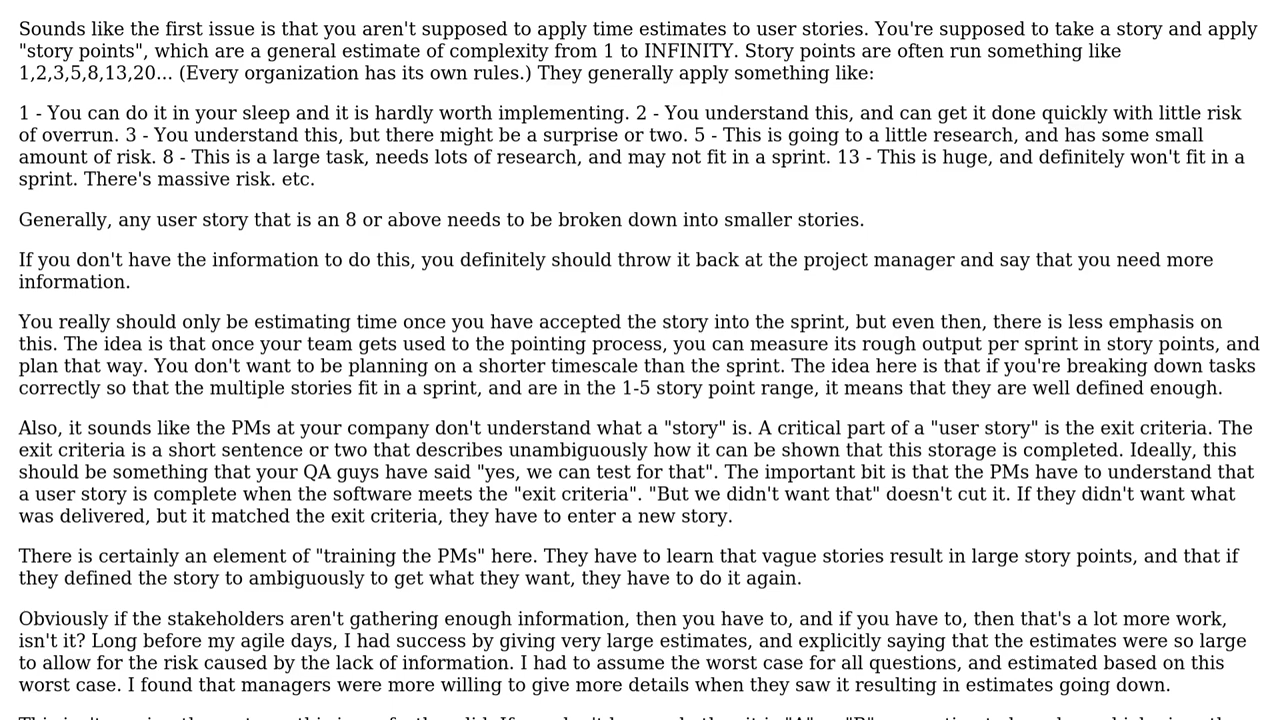 Sounds like the first issue is that you aren't supposed to apply time estimates to user stories. You're supposed to take a story and apply
"story points", which are a general estimate of complexity from 1 to INFINITY. Story points are often run something like
1,2,3,5,8,13,20... (Every organization has its own rules.) They generally apply something like:
1 - You can do it in your sleep and it is hardly worth implementing. 2 - You understand this, and can get it done quickly with little risk
of overrun. 3 - You understand this, but there might be a surprise or two. 5 - This is going to a little research, and has some small
amount of risk. 8 - This is a large task, needs lots of research, and may not fit in a sprint. 13 - This is huge, and definitely won't fit in a
sprint. There's massive risk. etc.
Generally, any user story that is an 8 or above needs to be broken down into smaller stories.
If you don't have the information to do this, you definitely should throw it back at the project manager and say that you need more
information.
You really should only be estimating time once you have accepted the story into the sprint, but even then, there is less emphasis on
this. The idea is that once your team gets used to the pointing process, you can measure its rough output per sprint in story points, and
plan that way. You don't want to be planning on a shorter timescale than the sprint. The idea here is that if you're breaking down tasks
correctly so that the multiple stories fit in a sprint, and are in the 1-5 story point range, it means that they are well defined enough.
Also, it sounds like the PMs at your company don't understand what a "story" is. A critical part of a "user story" is the exit criteria. The
exit criteria is a short sentence or two that describes unambiguously how it can be shown that this storage is completed. Ideally, this
should be something that your QA guys have said "yes, we can test for that". The important bit is that the PMs have to understand that
a user story is complete when the software meets the "exit criteria". "But we didn't want that" doesn't cut it. If they didn't want what
was delivered, but it matched the exit criteria, they have to enter a new story.
There is certainly an element of "training the PMs" here. They have to learn that vague stories result in large story points, and that if
they defined the story to ambiguously to get what they want, they have to do it again.
Obviously if the stakeholders aren't gathering enough information, then you have to, and if you have to, then that's a lot more work,
isn't it? Long before my agile days, I had success by giving very large estimates, and explicitly saying that the estimates were so large
to allow for the risk caused by the lack of information. I had to assume the worst case for all questions, and estimated based on this
worst case. I found that managers were more willing to give more details when they saw it resulting in estimates going down.